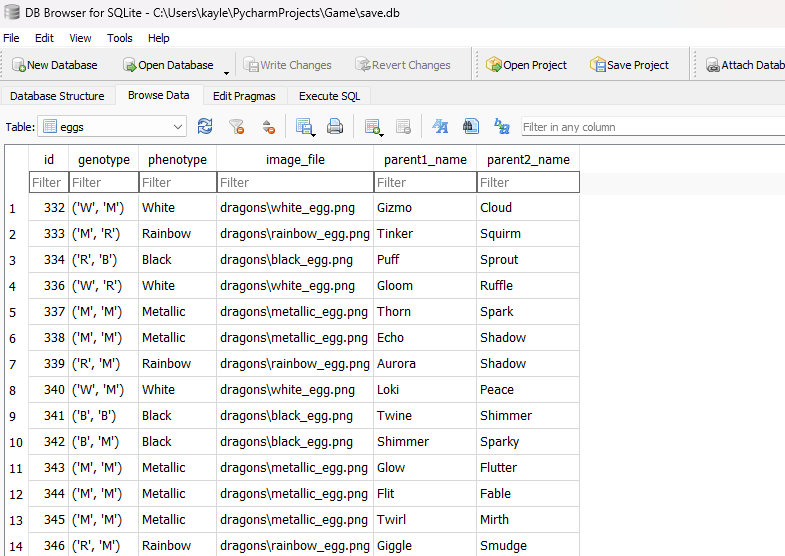 DB Browser for SQLite - C:\Users\kayle\PycharmProjects\Game\save.db
File Edit View Tools Help
New Database Open Database Write Changes Revert Changes Open Project Save Project Attach Datab
Database Structure Browse Data Edit Pragmas Execute SQL
Table: eggs Filter in any column
id genotype phenotype image_file parent1_name parent2_name
Filter Filter Filter Filter Filter Filter
1 332 ('W', 'M') White dragons\white_egg.png Gizmo Cloud
2 333 ('M', 'R') Rainbow dragons\rainbow_egg.png Tinker Squirm
3 334 ('R', 'B') Black dragons\black_egg.png Puff Sprout
4 336 ('W', 'R') White dragons\white_egg.png Gloom Ruffle
5 337 ('M', 'M') Metallic dragons\metallic_egg.png Thorn Spark
6 338 ('M', 'M') Metallic dragons\metallic_egg.png Echo Shadow
7 339 ('R', 'M') Rainbow dragons\rainbow_egg.png Aurora Shadow
8 340 ('W', 'M') White dragons\white_egg.png Loki Peace
9 341 ('B', 'B') Black dragons\black_egg.png Twine Shimmer
10 342 ('B', 'M') Black dragons\black_egg.png Shimmer Sparky
11 343 ('M', 'M') Metallic dragons\metallic_egg.png Glow Flutter
12 344 ('M', 'M') Metallic dragons\metallic_egg.png Flit Fable
13 345 ('M', 'M') Metallic dragons\metallic_egg.png Twirl Mirth
14 346 ('R', 'M') Rainbow dragons\rainbow_egg.png Giggle Smudge